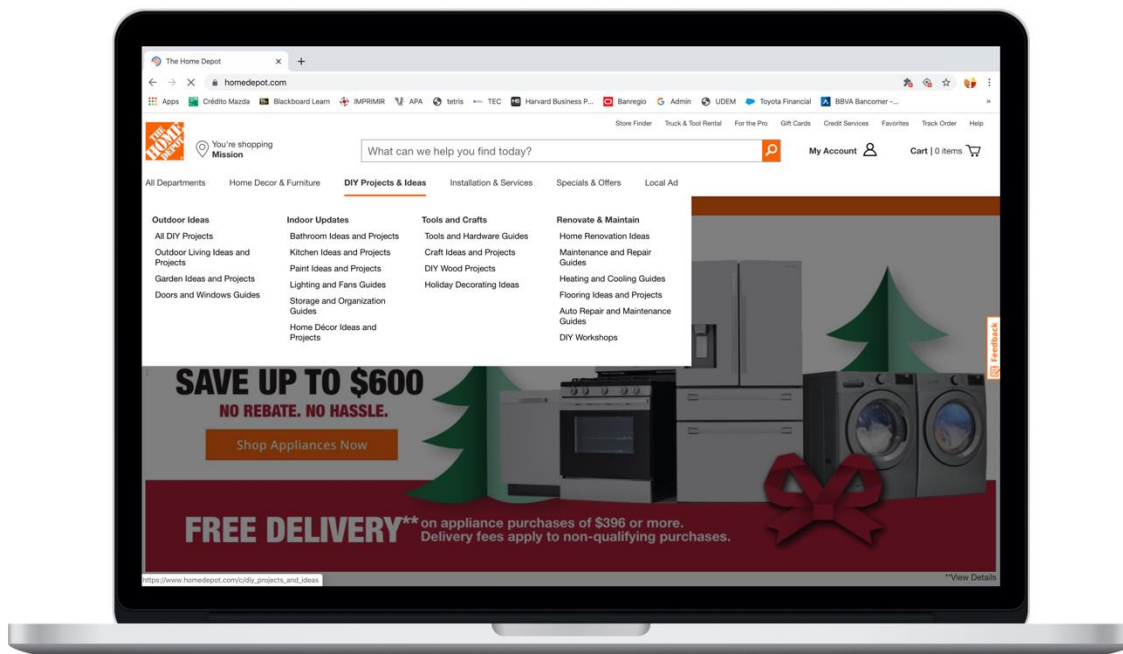 The Home Depot
homedepot.com
Apps Crédito Mazda Blackboard Learn IMPRIMIR APA tetris TEC Harvard Business P... Banregio Admin UDEM Toyota Financial BBVA Bancomer -... »
Store Finder Truck & Tool Rental For the Pro Gift Cards Credit Services Favorites Track Order Help
THE
HOME
DEPOT
You're shopping
Mission
What can we help you find today?
My Account
Cart | 0 items
All Departments Home Decor & Furniture DIY Projects & Ideas Installation & Services Specials & Offers Local Ad
Outdoor Ideas
All DIY Projects
Outdoor Living Ideas and
Projects
Garden Ideas and Projects
Doors and Windows Guides
Indoor Updates
Bathroom Ideas and Projects
Kitchen Ideas and Projects
Paint Ideas and Projects
Lighting and Fans Guides
Storage and Organization
Guides
Home Décor Ideas and
Projects
Tools and Crafts
Tools and Hardware Guides
Craft Ideas and Projects
DIY Wood Projects
Holiday Decorating Ideas
Renovate & Maintain
Home Renovation Ideas
Maintenance and Repair
Guides
Heating and Cooling Guides
Flooring Ideas and Projects
Auto Repair and Maintenance
Guides
DIY Workshops
Feedback
SAVE UP TO $600
NO REBATE. NO HASSLE.
Shop Appliances Now
FREE DELIVERY** on appliance purchases of $396 or more.
Delivery fees apply to non-qualifying purchases.
https://www.homedepot.com/c/diy_projects_and_ideas
**View Details